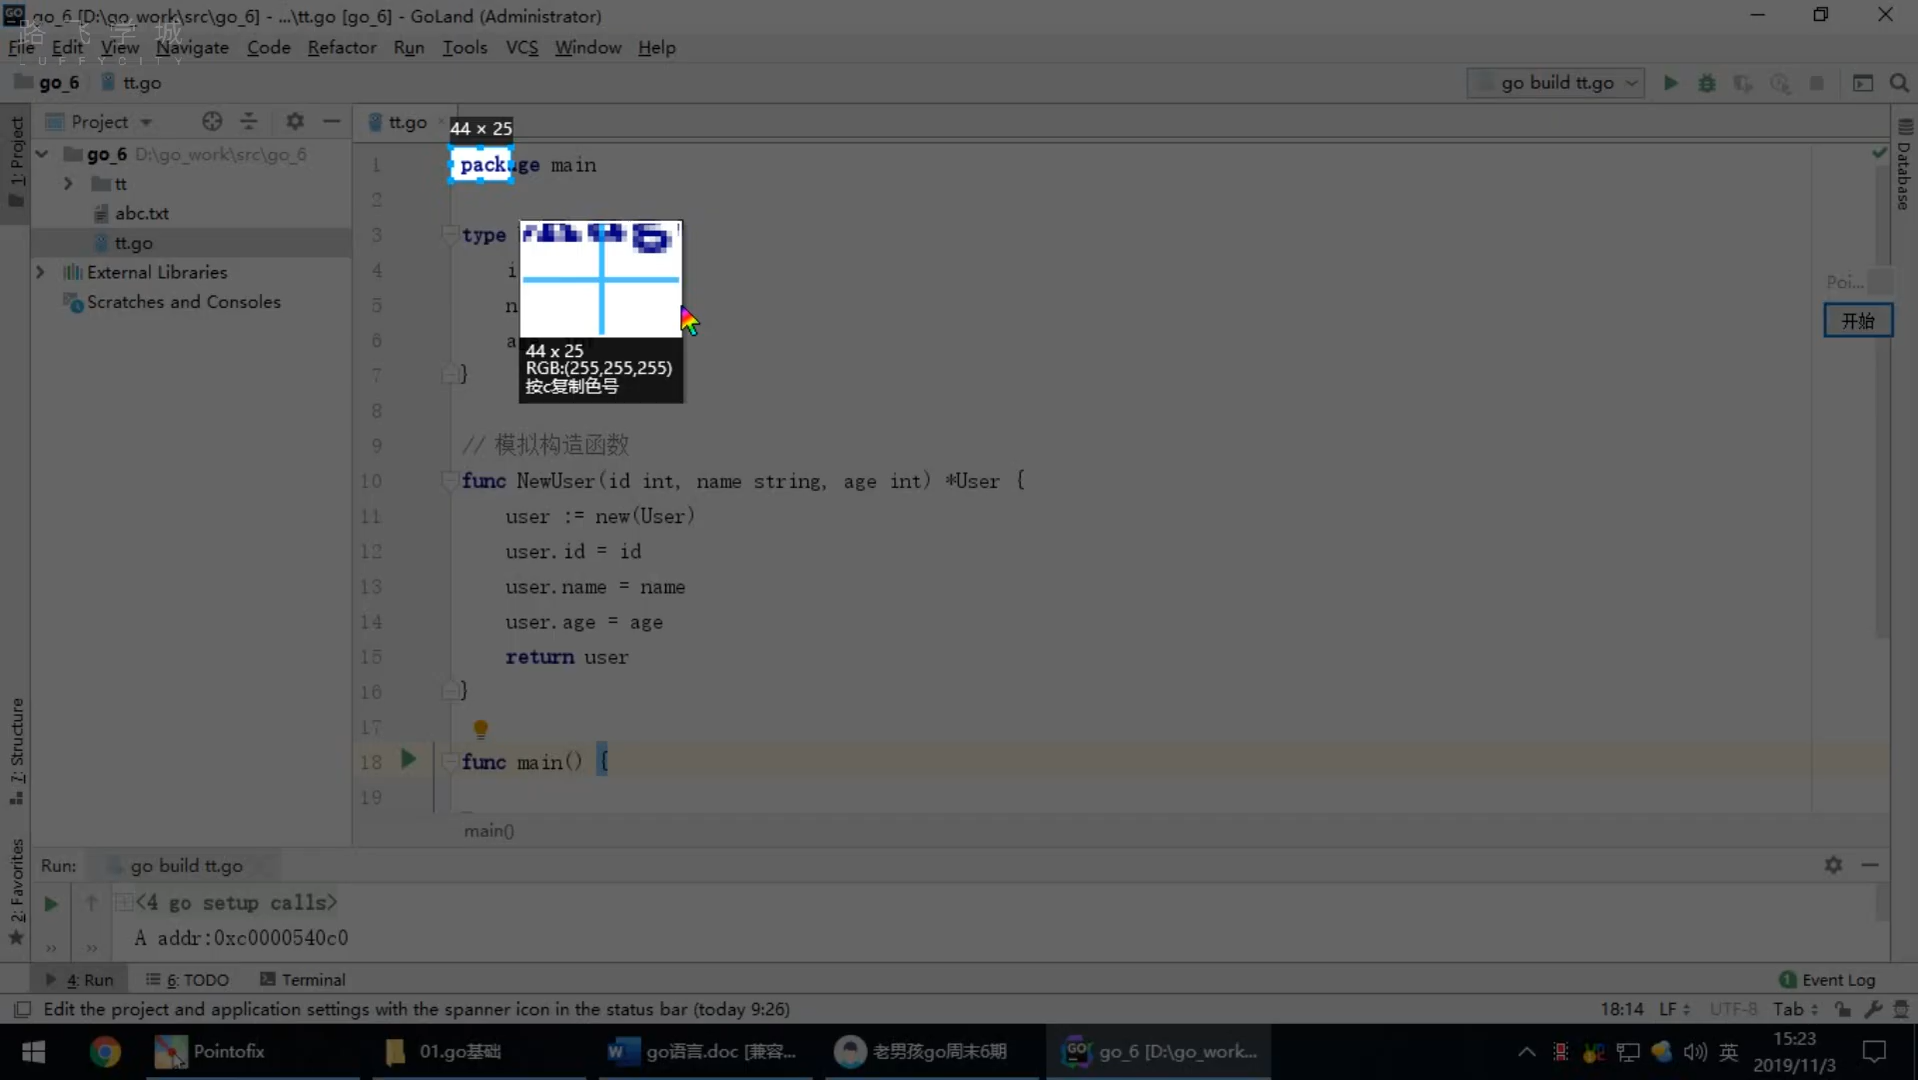 go_6 [D:\go_work\src\go_6] - ...\tt.go [go_6] - GoLand (Administrator)
路飞学城
LUFFYCITY
File Edit View Navigate Code Refactor Run Tools VCS Window Help
go_6 tt.go
go build tt.go
1: Project
Project
tt.go
44 × 25
go_6 D:\go_work\src\go_6
tt
abc.txt
tt.go
External Libraries
Scratches and Consoles
1 package main
2
3 type
4 i
5 n
6 a
7 }
8
9 // 模拟构造函数
10 func NewUser(id int, name string, age int) *User {
11 user := new(User)
12 user.id = id
13 user.name = name
14 user.age = age
15 return user
16 }
17
18 func main() {
19
44 x 25
RGB:(255,255,255)
按c复制色号
Database
Poi...
开始
main()
7: Structure
2: Favorites
Run: go build tt.go
<4 go setup calls>
A addr:0xc0000540c0
4: Run 6: TODO Terminal
1 Event Log
Edit the project and application settings with the spanner icon in the status bar (today 9:26)
18:14 LF UTF-8 Tab
Pointofix
01.go基础
go语言.doc [兼容...
老男孩go周末6期
go_6 [D:\go_work...
英
15:23
2019/11/3